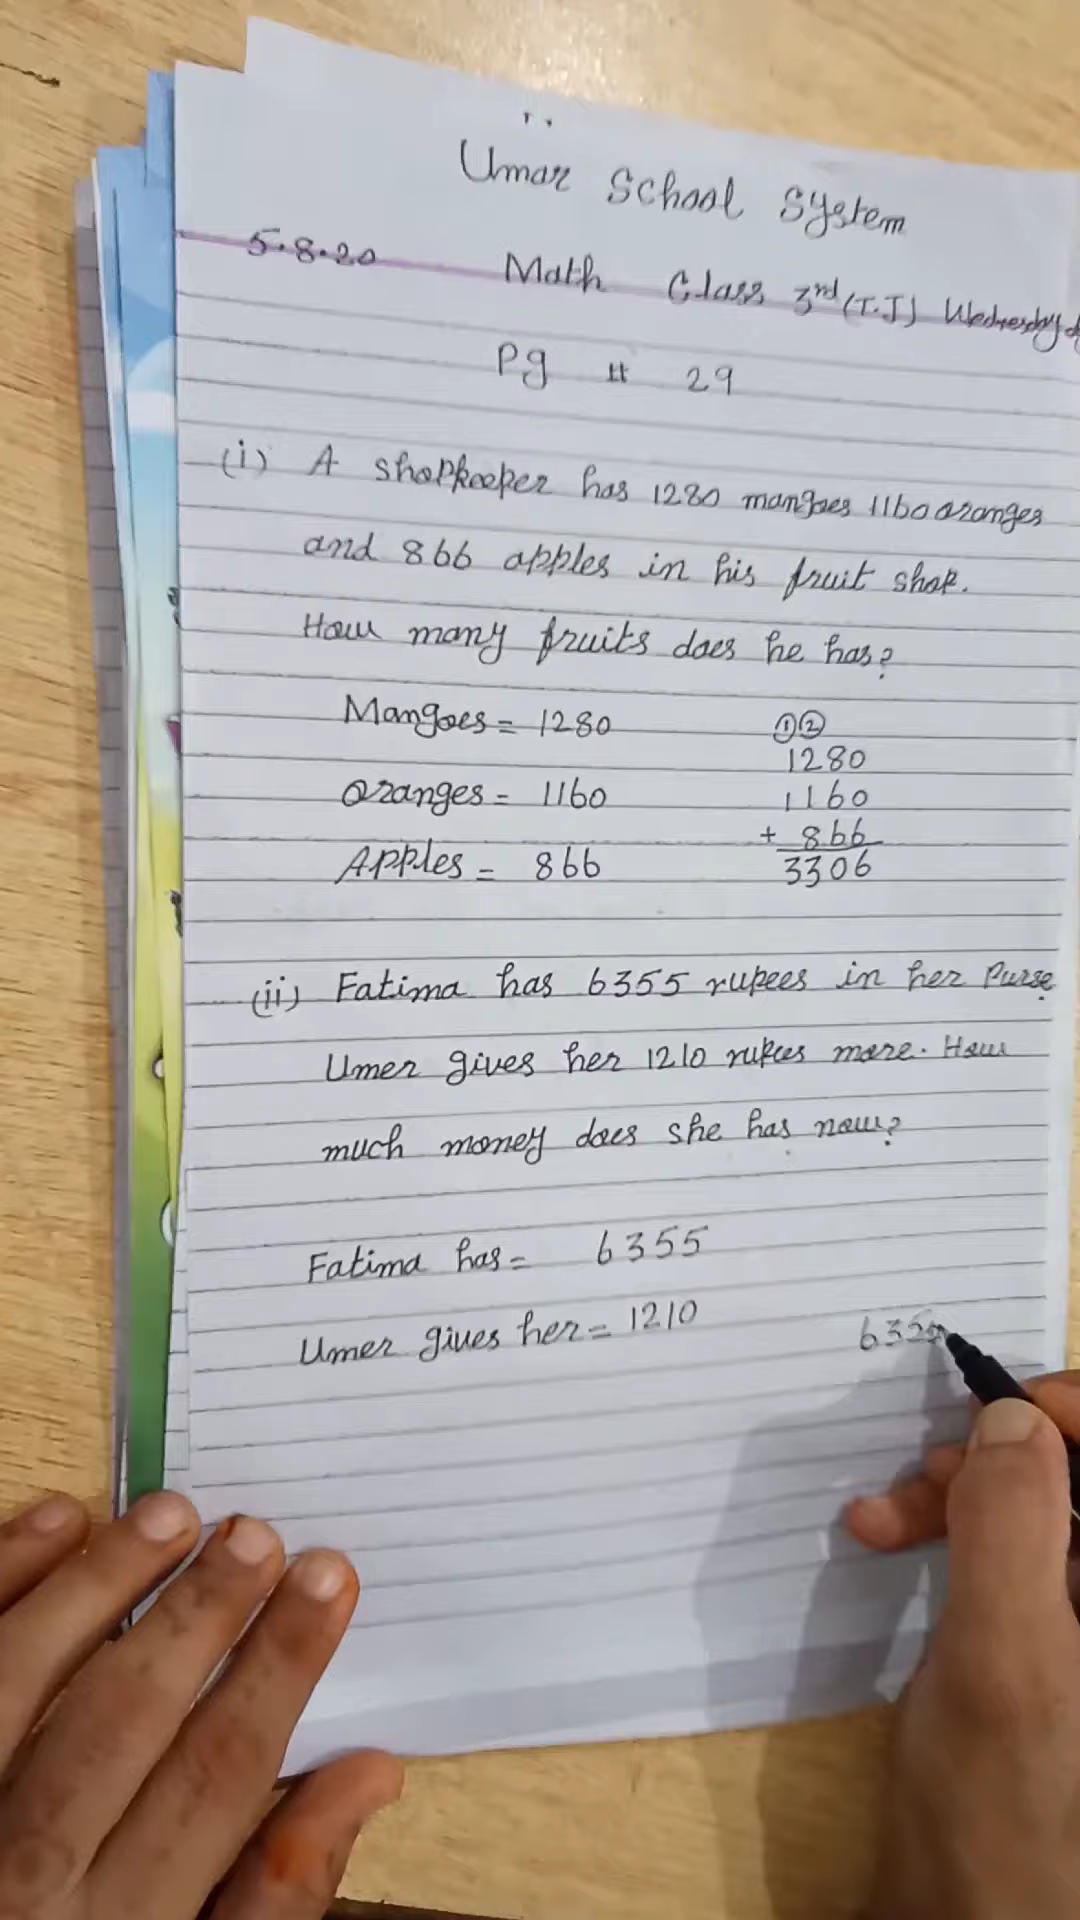 Umar School System
5.8.20 Math Class 3rd (T.J) Wednesday
Pg # 29
(i) A shopkeeper has 1280 mangoes 1160 oranges
and 866 apples in his fruit shop.
How many fruits does he has?
Mangoes = 1280
① ②
1280
Oranges = 1160
1160
+ 866
Apples = 866
3306
(ii) Fatima has 6355 rupees in her Purse
Umer gives her 1210 rupees more. How
much money does she has now?
Fatima has = 6355
Umer gives her = 1210
6355